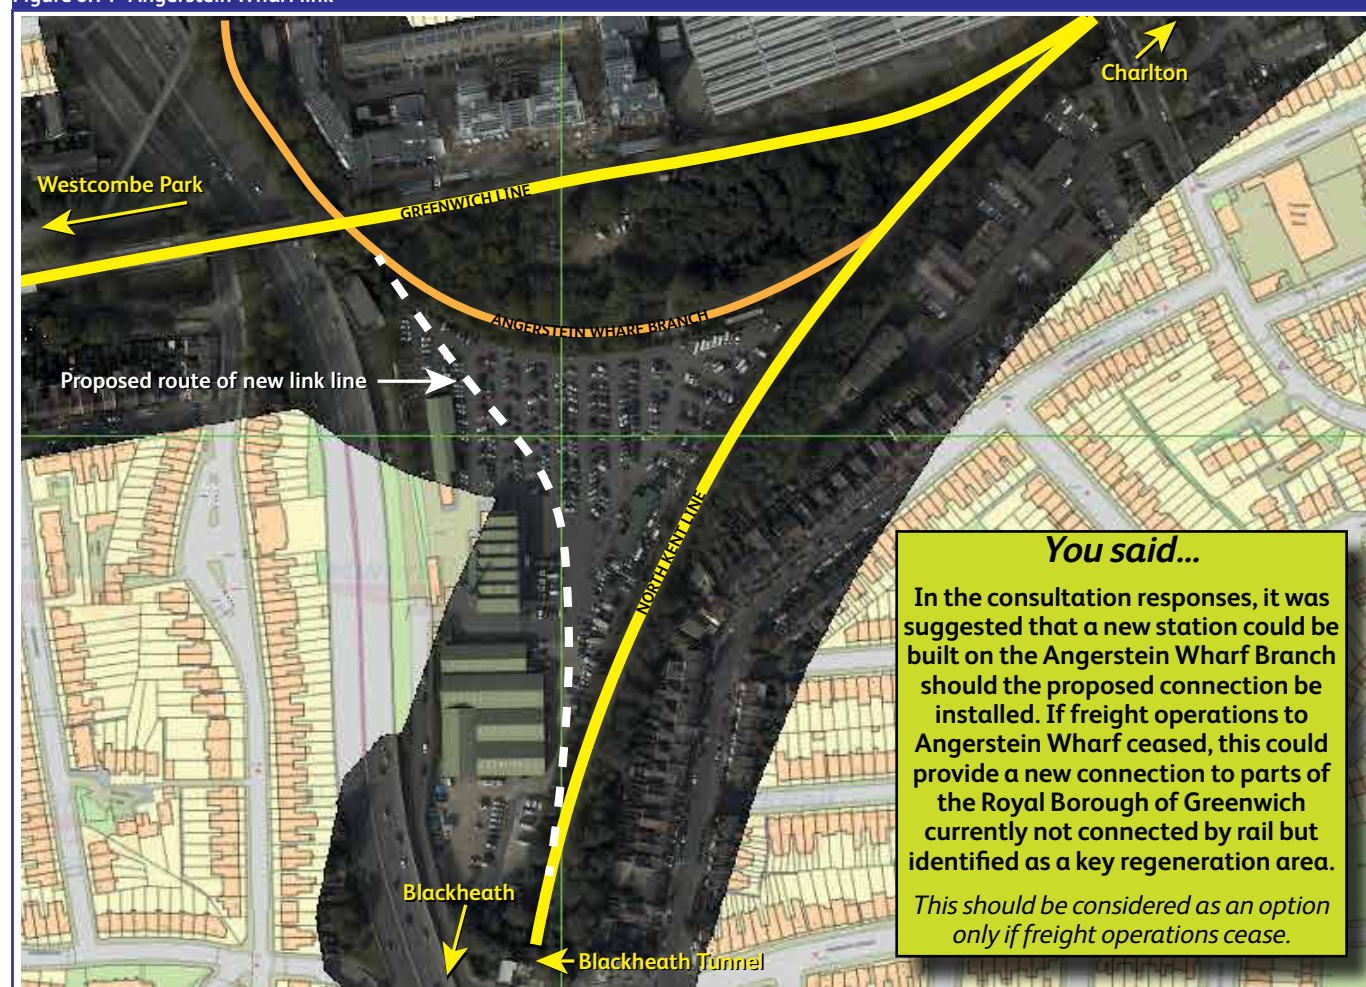 Charlton
Westcombe Park
GREENWICH LINE
ANGERSTEIN WHARF BRANCH
Proposed route of new link line
NORTH KENT LINE
You said...
In the consultation responses, it was
suggested that a new station could be
built on the Angerstein Wharf Branch
should the proposed connection be
installed. If freight operations to
Angerstein Wharf ceased, this could
provide a new connection to parts of
the Royal Borough of Greenwich
currently not connected by rail but
identified as a key regeneration area.
This should be considered as an option
only if freight operations cease.
Blackheath
Blackheath Tunnel